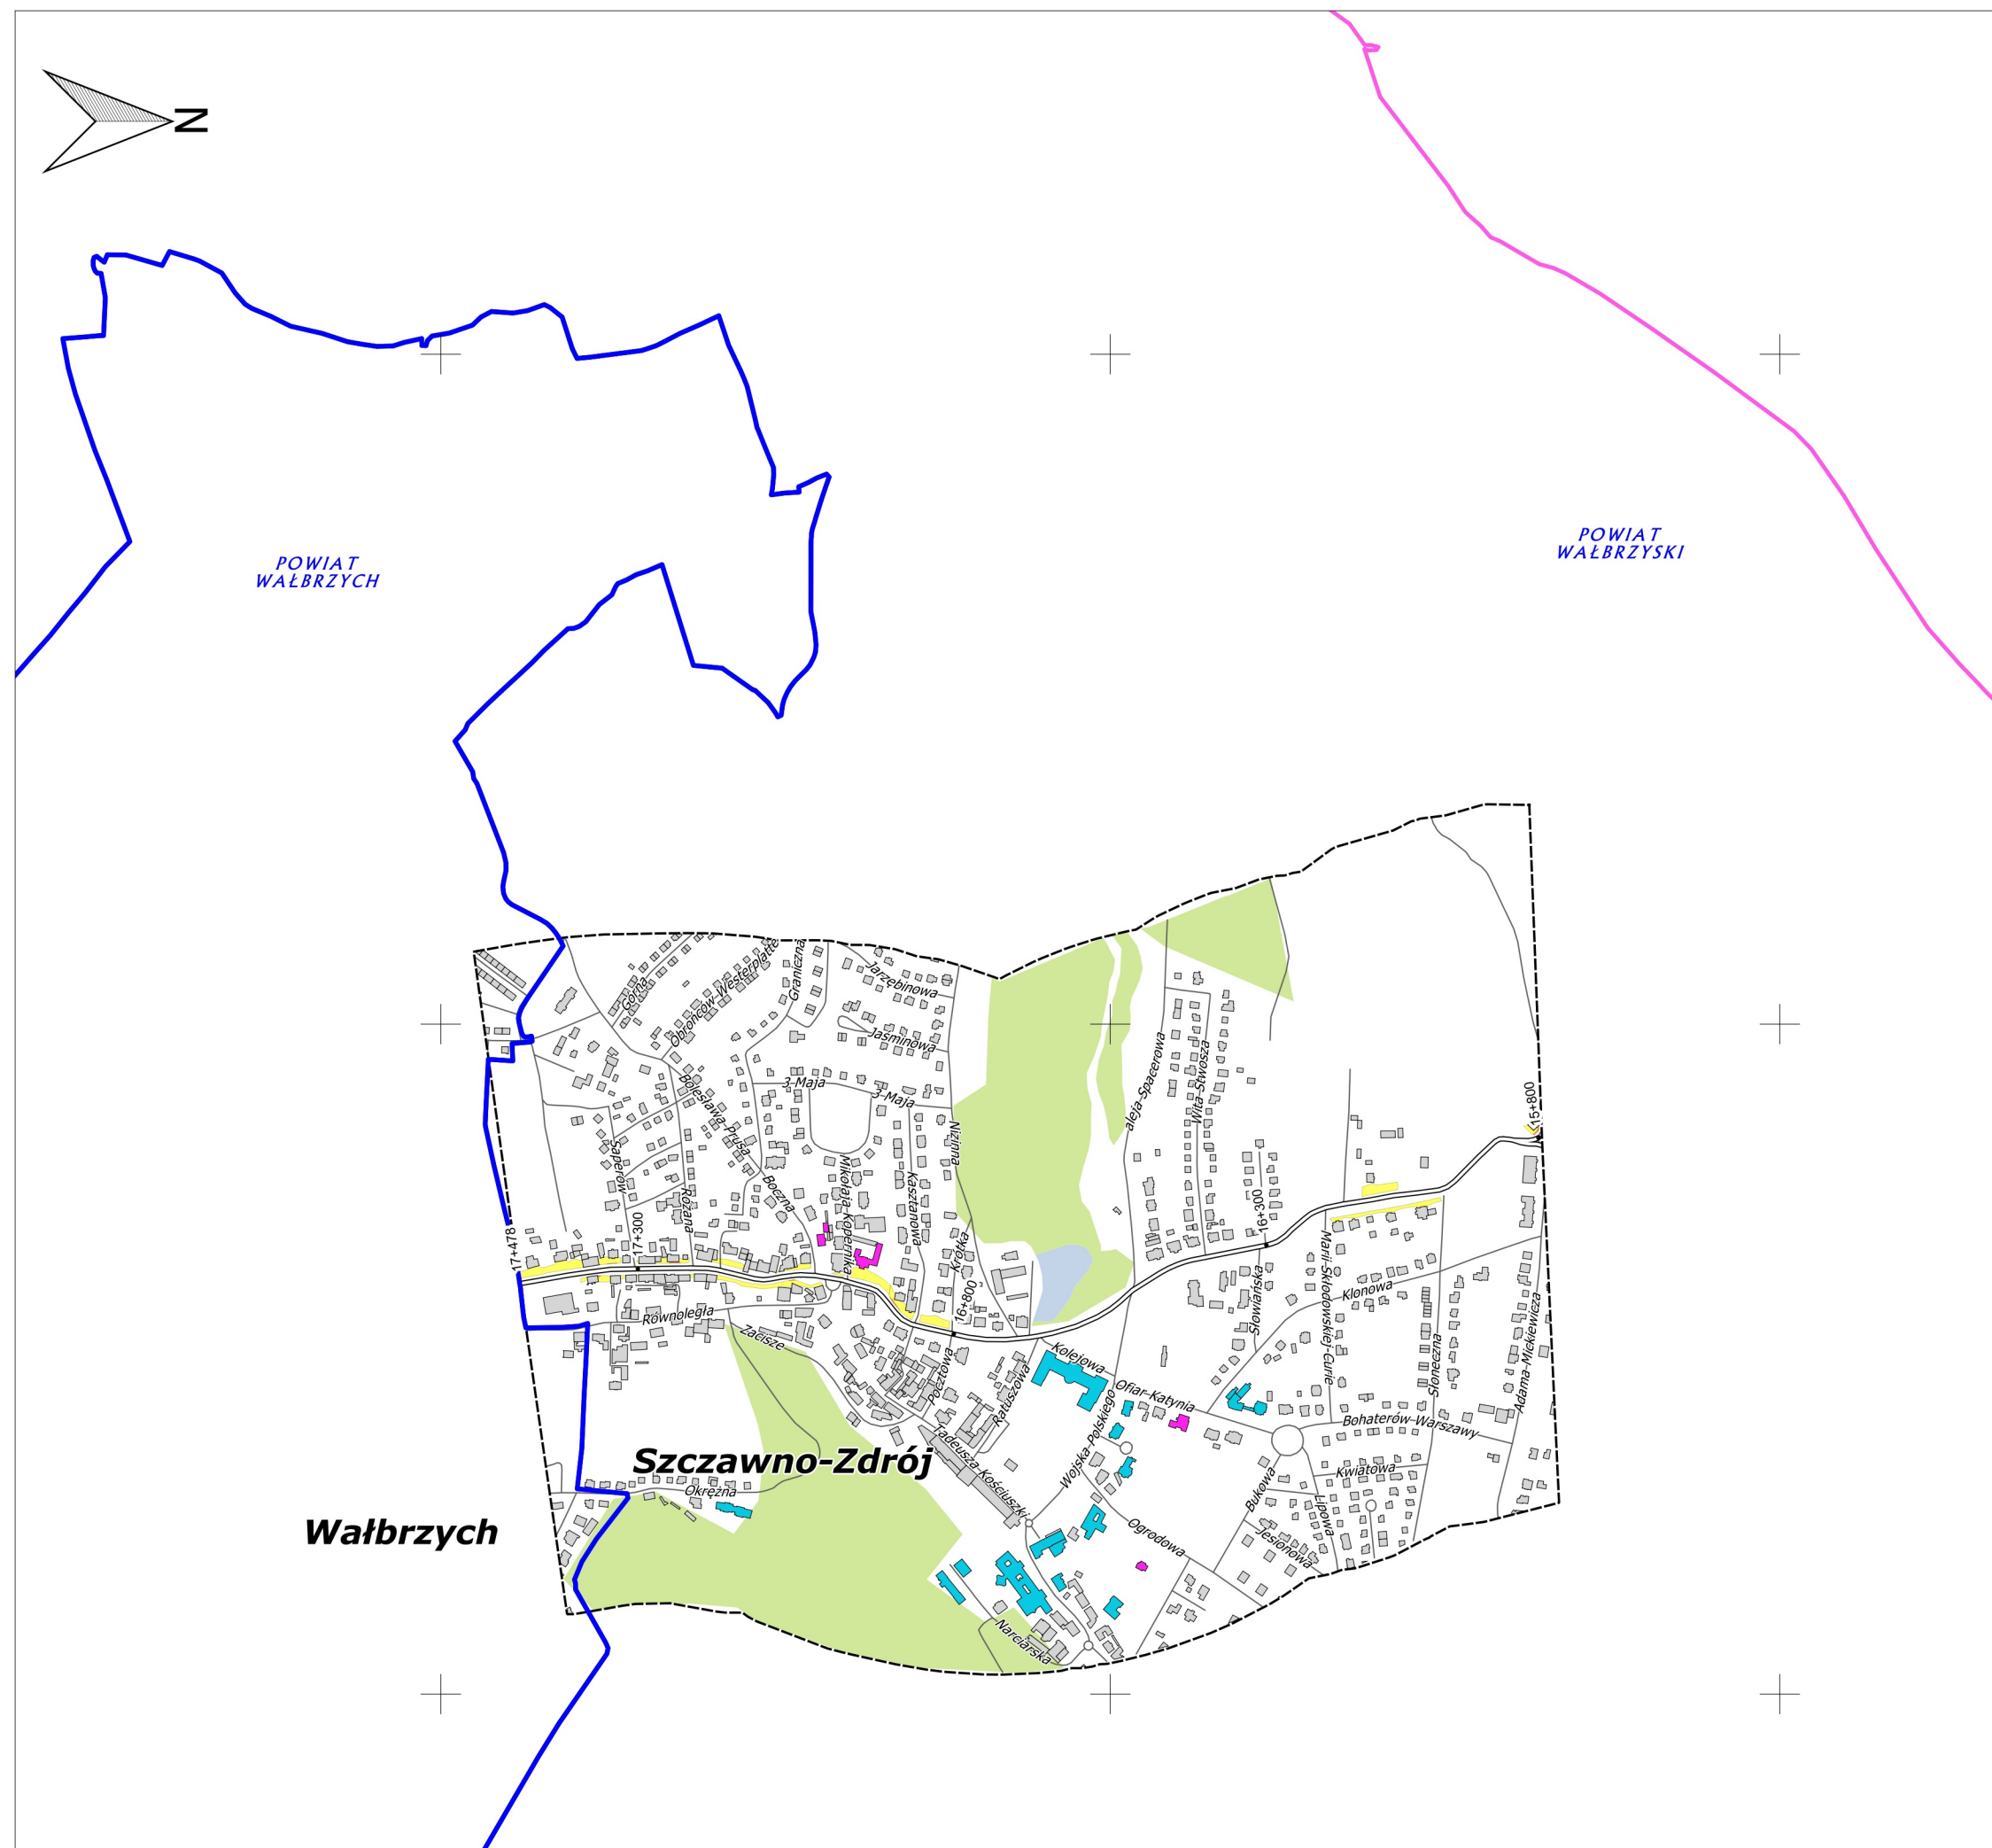 N
POWIAT
WAŁBRZYSKI
POWIAT
WAŁBRZYCH
Górna
Obrońców-Westerplatte
Graniczna
Jarzębinowa
Jaśminowa
3-Maja
3-Maja
Bolesława-Prusa
Boczna
Saperów
Różana
Mikołaja-Kopernika
Kasztanowa
Nizinna
Krótka
aleja-Spacerowa
Wita-Stwosza
15+800
16+300
16+800
17+300
17+478
Równoległa
Zacisze
Pocztowa
Ratuszowa
Kolejowa
Ofiar-Katynia
Wojska-Polskiego
Słowiańska
Marii-Skłodowskiej-Curie
Klonowa
Słoneczna
Adama-Mickiewicza
Bohaterów-Warszawy
Kwiatowa
Bukowa
Lipowa
Jesionowa
Tadeusza-Kościuszki
Ogrodowa
Szczawno-Zdrój
Okrężna
Wałbrzych
Narciarska